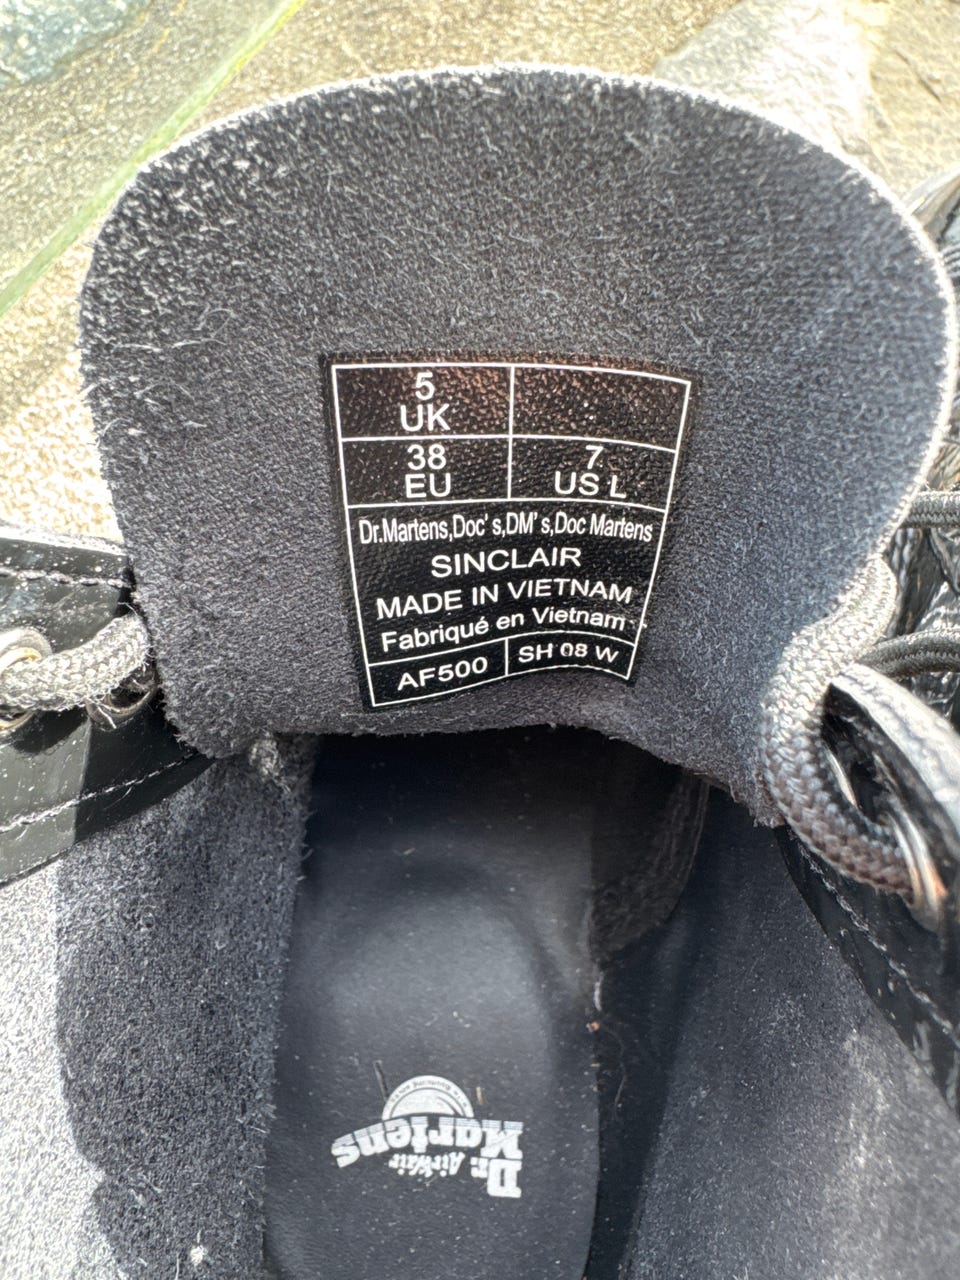 5
UK
38
EU
7
US L
Dr.Martens,Doc's,DM's,Doc Martens
SINCLAIR
MADE IN VIETNAM
Fabriqué en Vietnam
AF500
SH 08 W
Dr.
Martens
AirWair